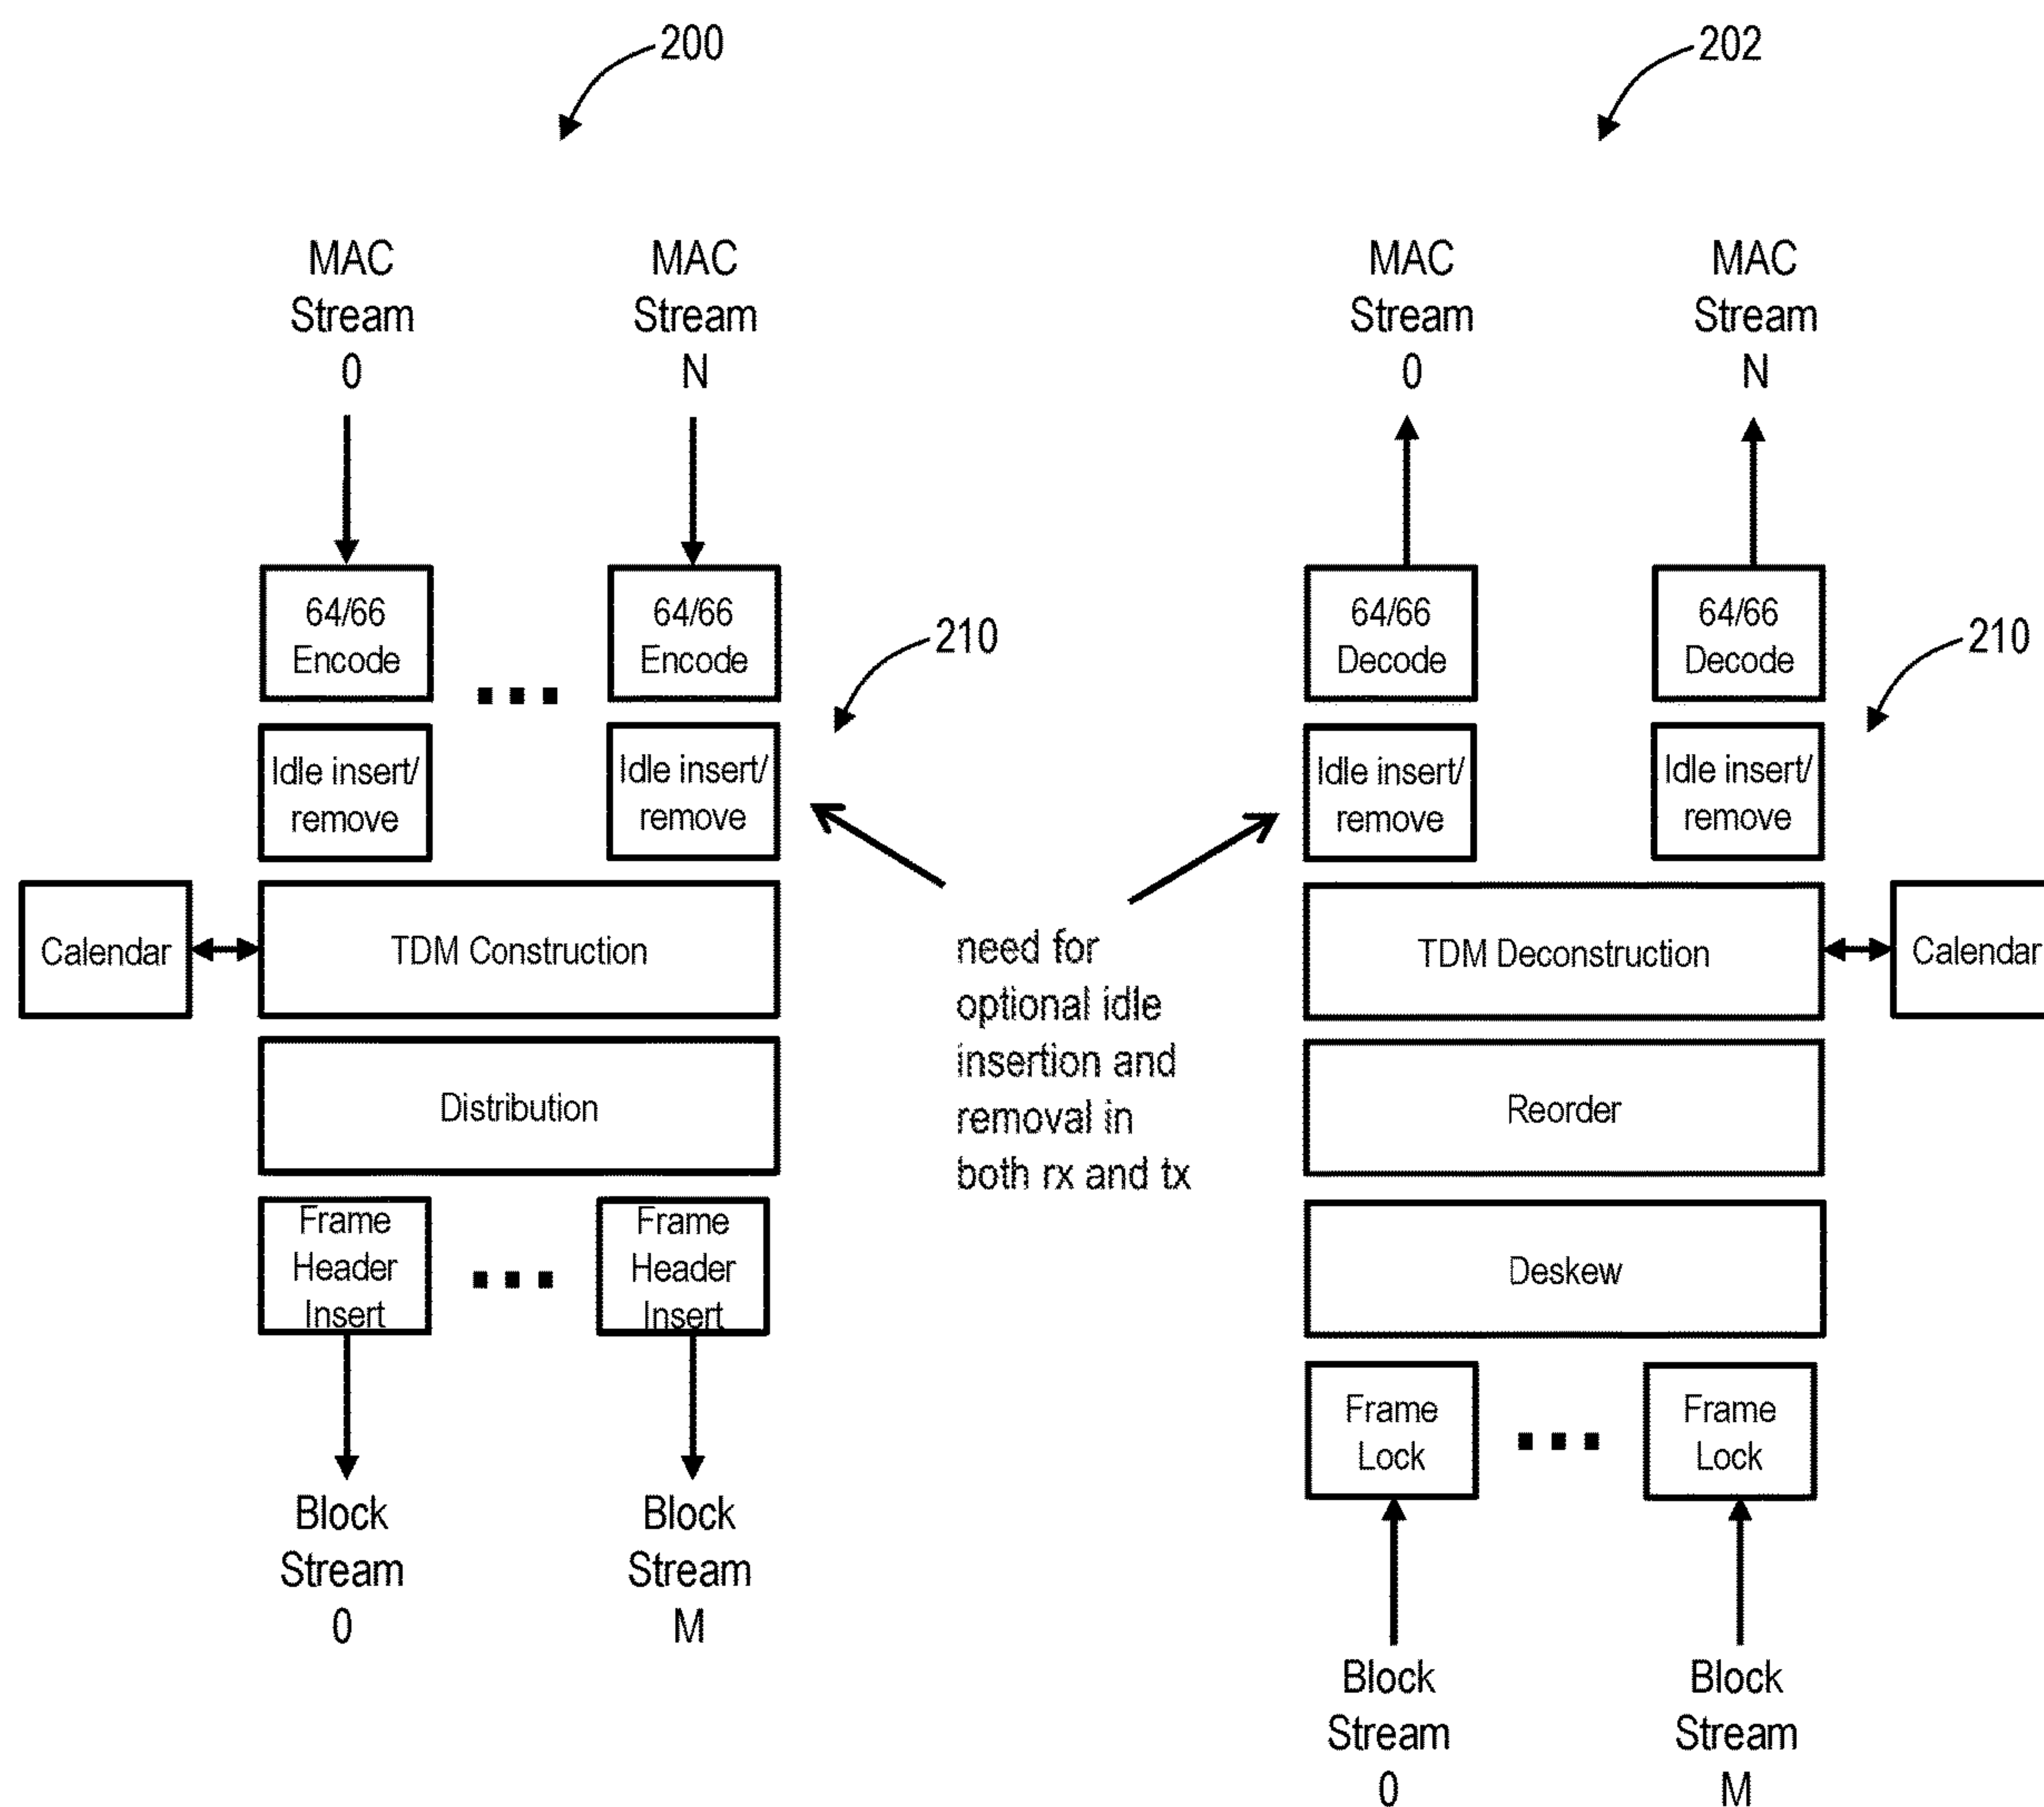 200
MAC
Stream
0
MAC
Stream
N
64/66
Encode
64/66
Encode
210
Idle insert/
remove
Idle insert/
remove
Calendar
TDM Construction
Distribution
Frame
Header
Insert
Frame
Header
Insert
Block
Stream
0
Block
Stream
M
need for
optional idle
insertion and
removal in
both rx and tx
202
MAC
Stream
0
MAC
Stream
N
64/66
Decode
64/66
Decode
210
Idle insert/
remove
Idle insert/
remove
TDM Deconstruction
Calendar
Reorder
Deskew
Frame
Lock
Frame
Lock
Block
Stream
0
Block
Stream
M